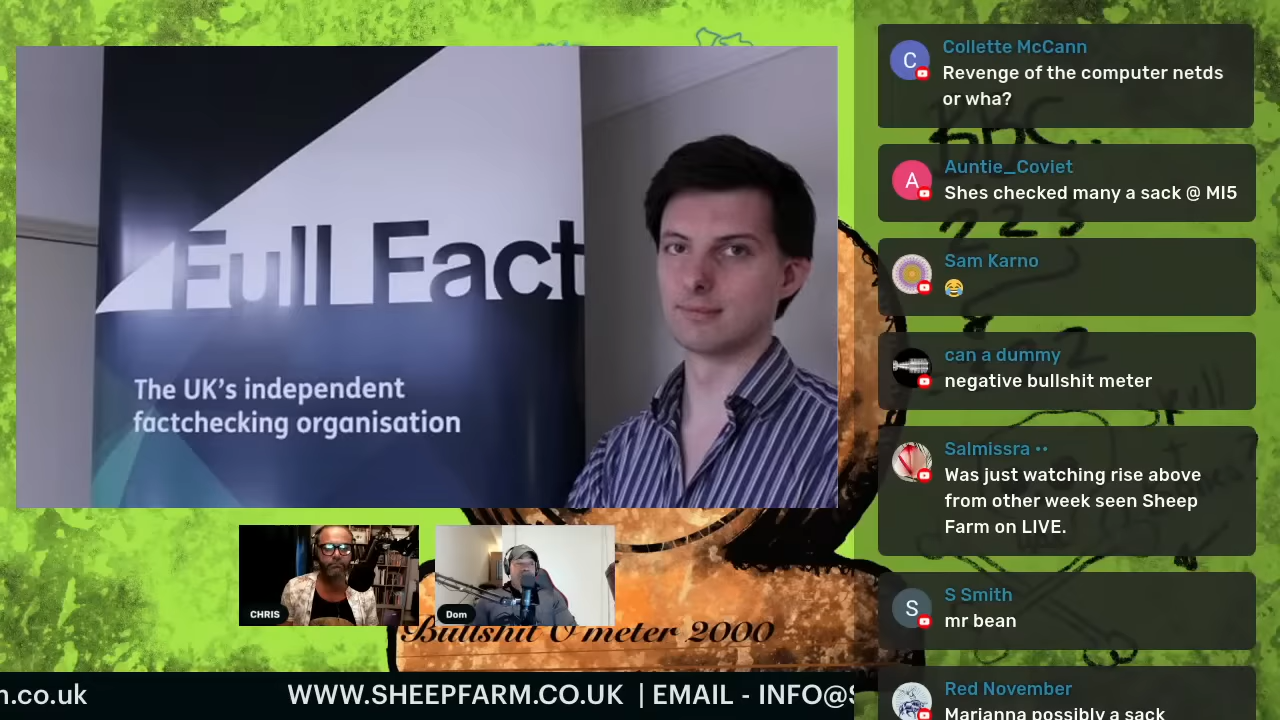 Full Fact
The UK's independent
factchecking organisation
CHRIS
Dom
Bullshit O meter 2000
m.co.uk
WWW.SHEEPFARM.CO.UK | EMAIL - INFO@S
Collette McCann
Revenge of the computer netds
or wha?
BBC.
C
Auntie_Coviet
Shes checked many a sack @ MI5
A
Sam Karno
😂
can a dummy
negative bullshit meter
Salmissra ••
Was just watching rise above
from other week seen Sheep
Farm on LIVE.
S Smith
mr bean
S
Red November
Marianna possibly a sack